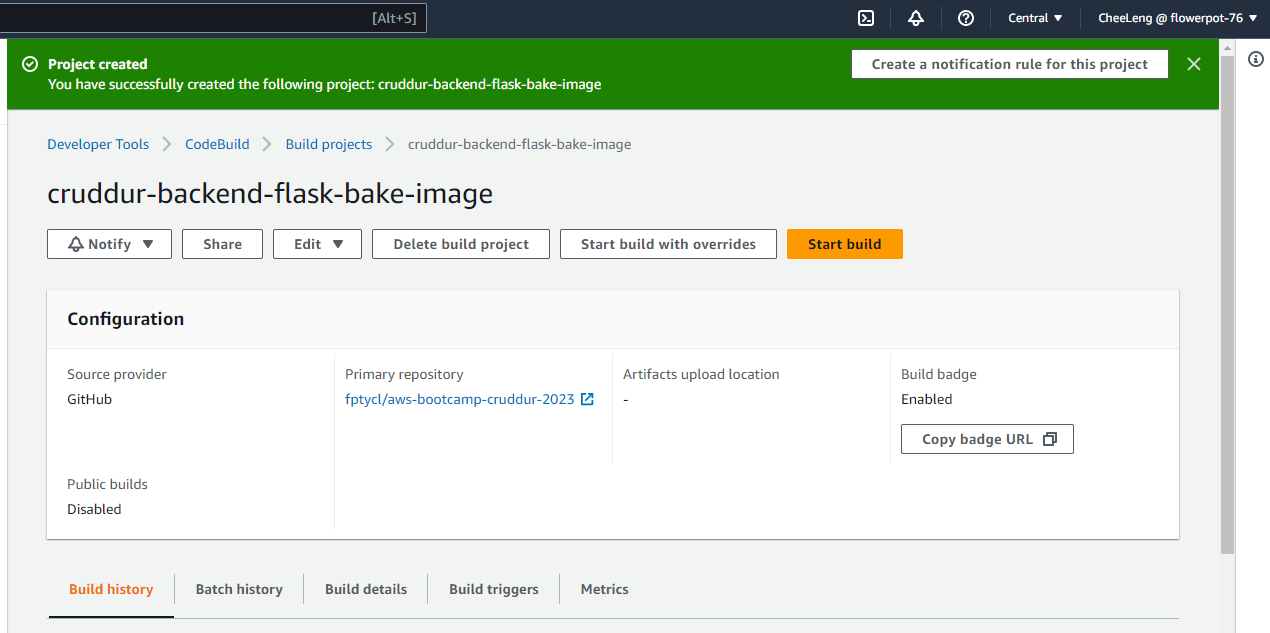 [Alt+S]
Central
CheeLeng @ flowerpot-76
Project created
You have successfully created the following project: cruddur-backend-flask-bake-image
Create a notification rule for this project
Developer Tools
CodeBuild
Build projects
cruddur-backend-flask-bake-image
cruddur-backend-flask-bake-image
Notify
Share
Edit
Delete build project
Start build with overrides
Start build
Configuration
Source provider
GitHub
Primary repository
fptycl/aws-bootcamp-cruddur-2023
Artifacts upload location
-
Build badge
Enabled
Copy badge URL
Public builds
Disabled
Build history
Batch history
Build details
Build triggers
Metrics